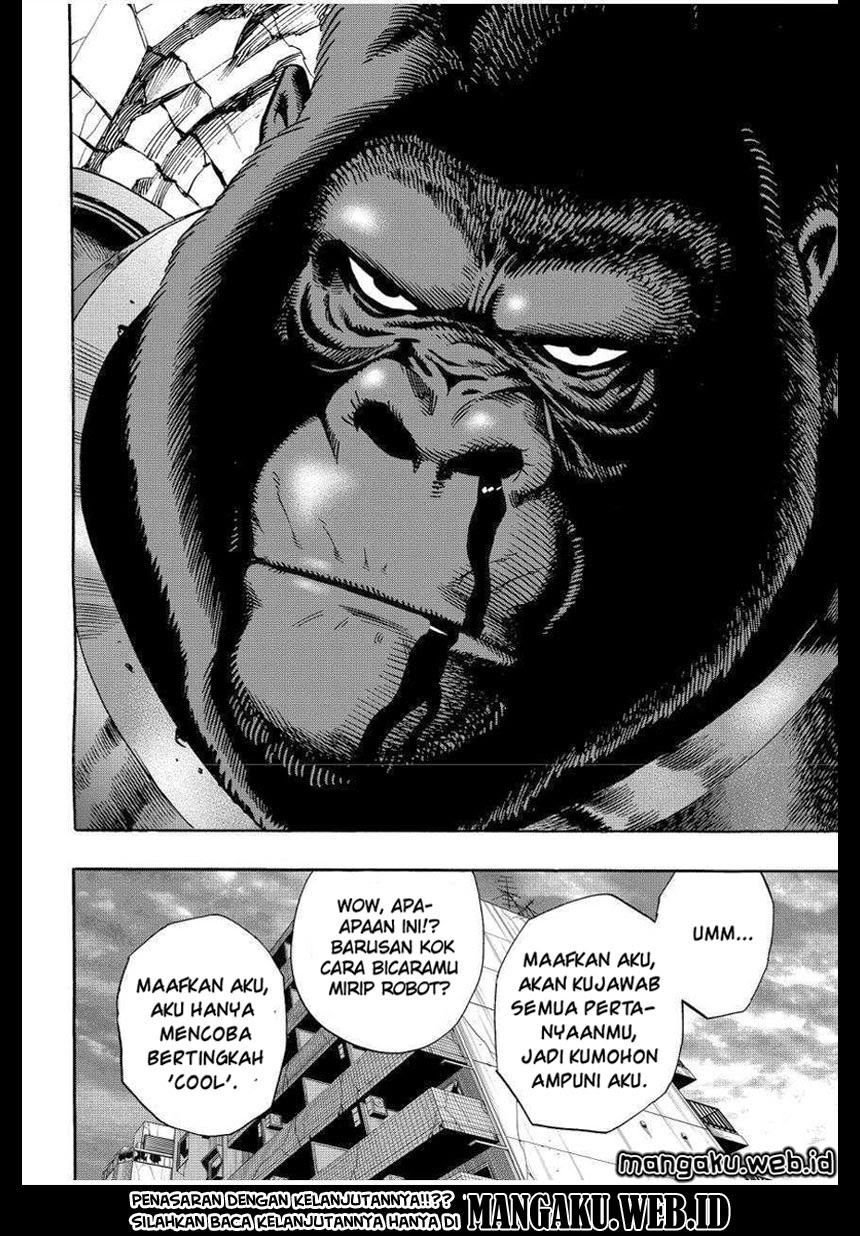 UMM...
MAAFKAN AKU,
AKAN KUJAWAB
SEMUA PERTA-
NYAANMU,
JADI KUMOHON
AMPUNI AKU.
WOW, APA-
APAAN INI!?
BARUSAN KOK
CARA BICARAMU
MIRIP ROBOT?
MAAFKAN AKU,
AKU HANYA
MENCOBA
BERTINGKAH
'COOL'.
mangaku.web.id
PENASARAN DENGAN KELANJUTANNYA!!??
SILAHKAN BACA KELANJUTANNYA HANYA DI MANGAKU.WEB.ID